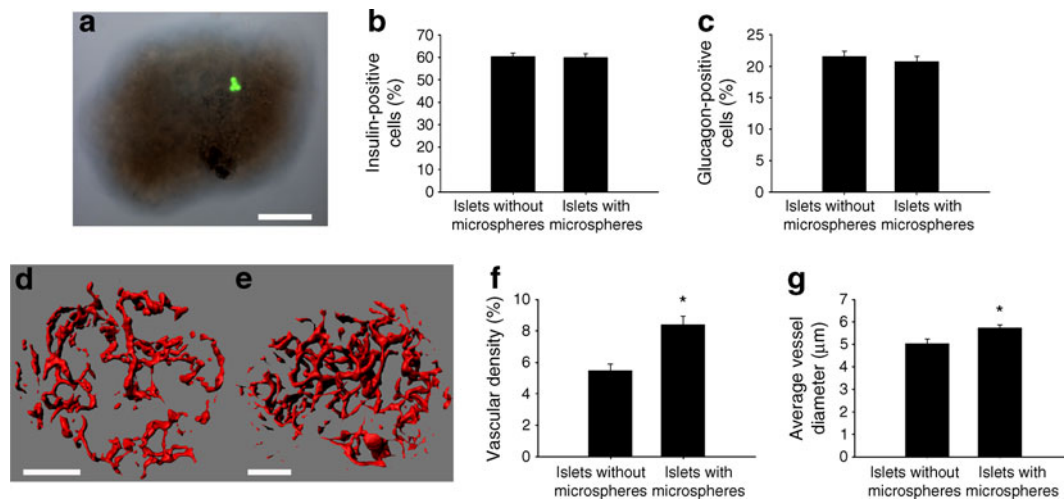 a
b
Insulin-positive
cells (%)
70
60
50
40
30
20
10
0
Islets without
microspheres
Islets with
microspheres
c
Glucagon-positive
cells (%)
25
20
15
10
5
0
Islets without
microspheres
Islets with
microspheres
d
e
f
Vascular density (%)
10
8
6
4
2
0
*
Islets without
microspheres
Islets with
microspheres
g
Average vessel
diameter (μm)
7
6
5
4
3
2
1
0
*
Islets without
microspheres
Islets with
microspheres